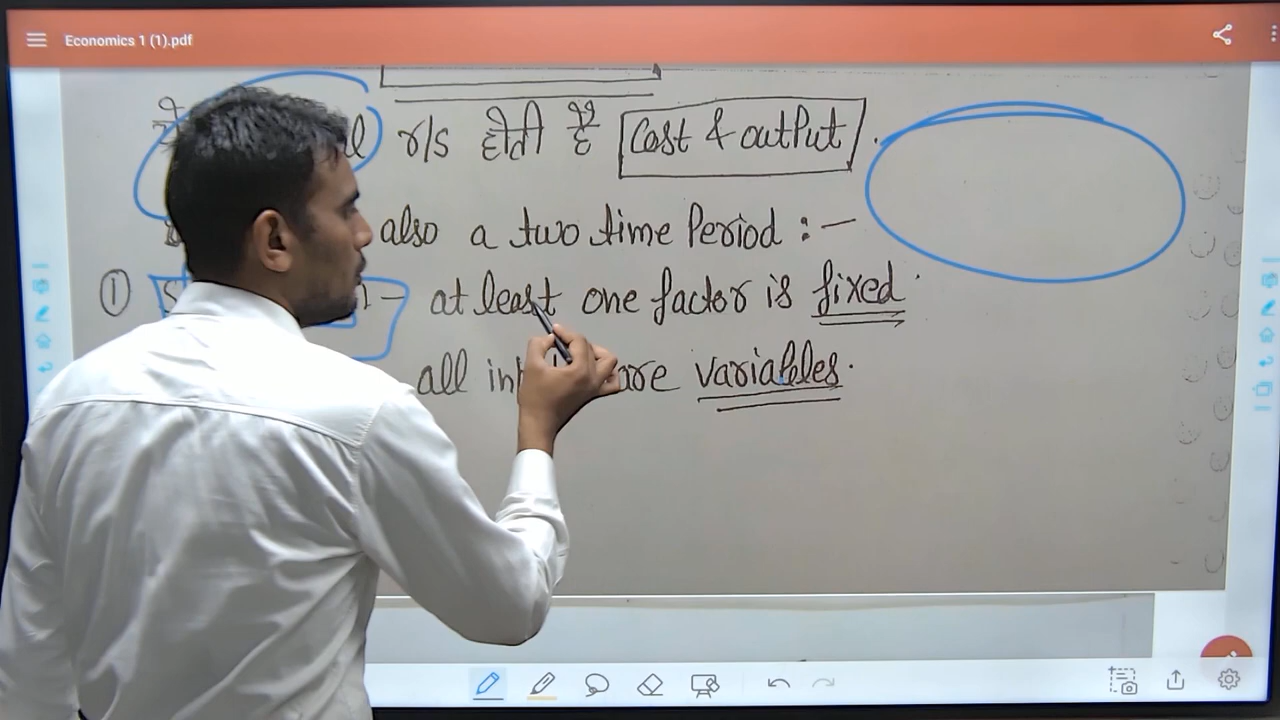 Economics 1 (1).pdf
ये r/s होती है Cost & output.
also a two time Period :-
① - at least one factor is fixed.
all are variables.